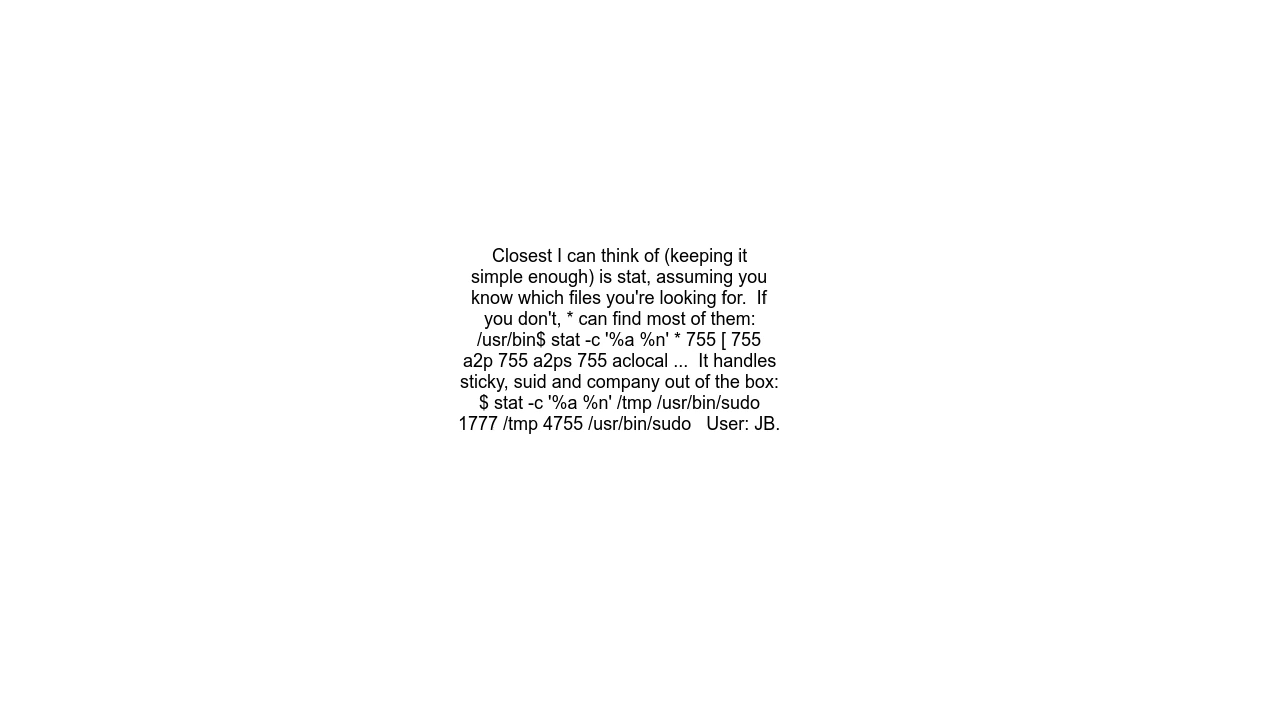 Closest I can think of (keeping it
simple enough) is stat, assuming you
know which files you're looking for.  If
you don't, * can find most of them:
/usr/bin$ stat -c '%a %n' * 755 [ 755
a2p 755 a2ps 755 aclocal ...  It handles
sticky, suid and company out of the box:
$ stat -c '%a %n' /tmp /usr/bin/sudo
1777 /tmp 4755 /usr/bin/sudo   User: JB.